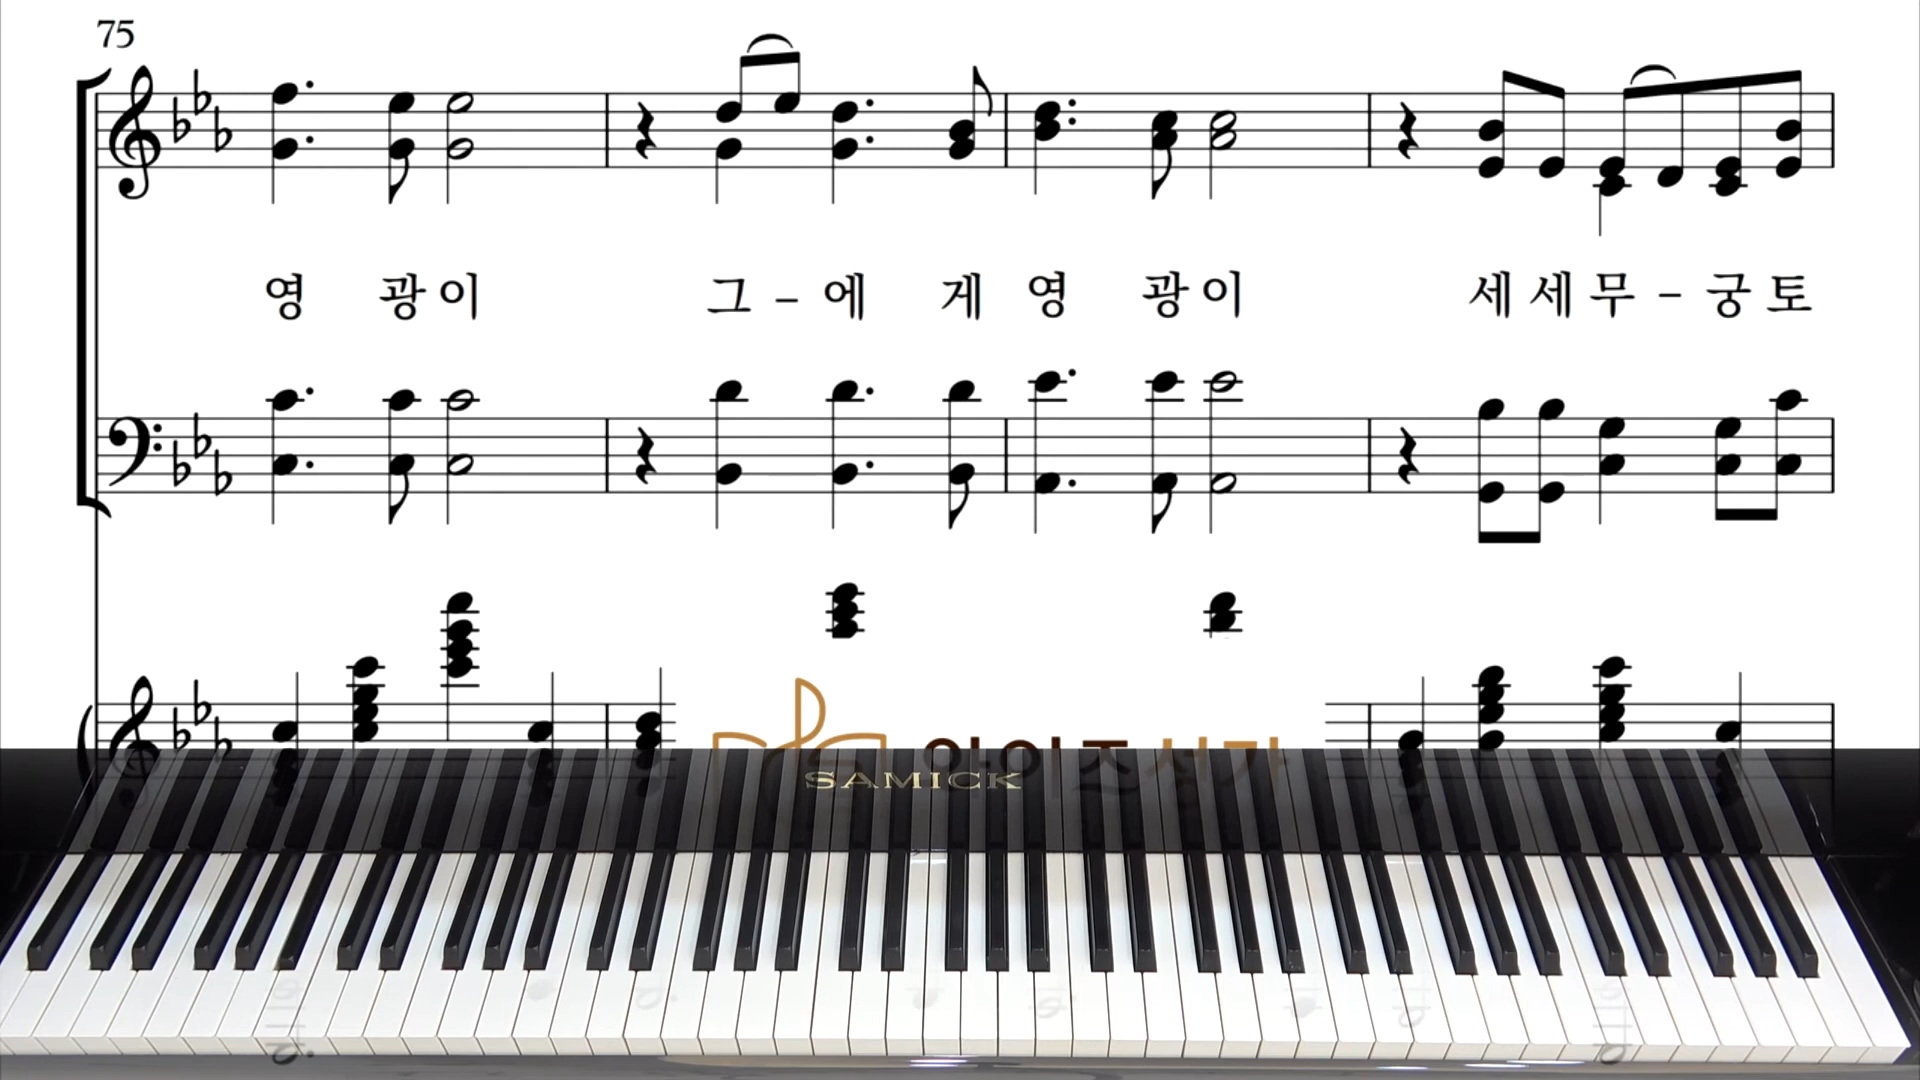 75
영 광 이 그 - 에 게 영 광 이 세 세 무 - 궁 토
SAMICK